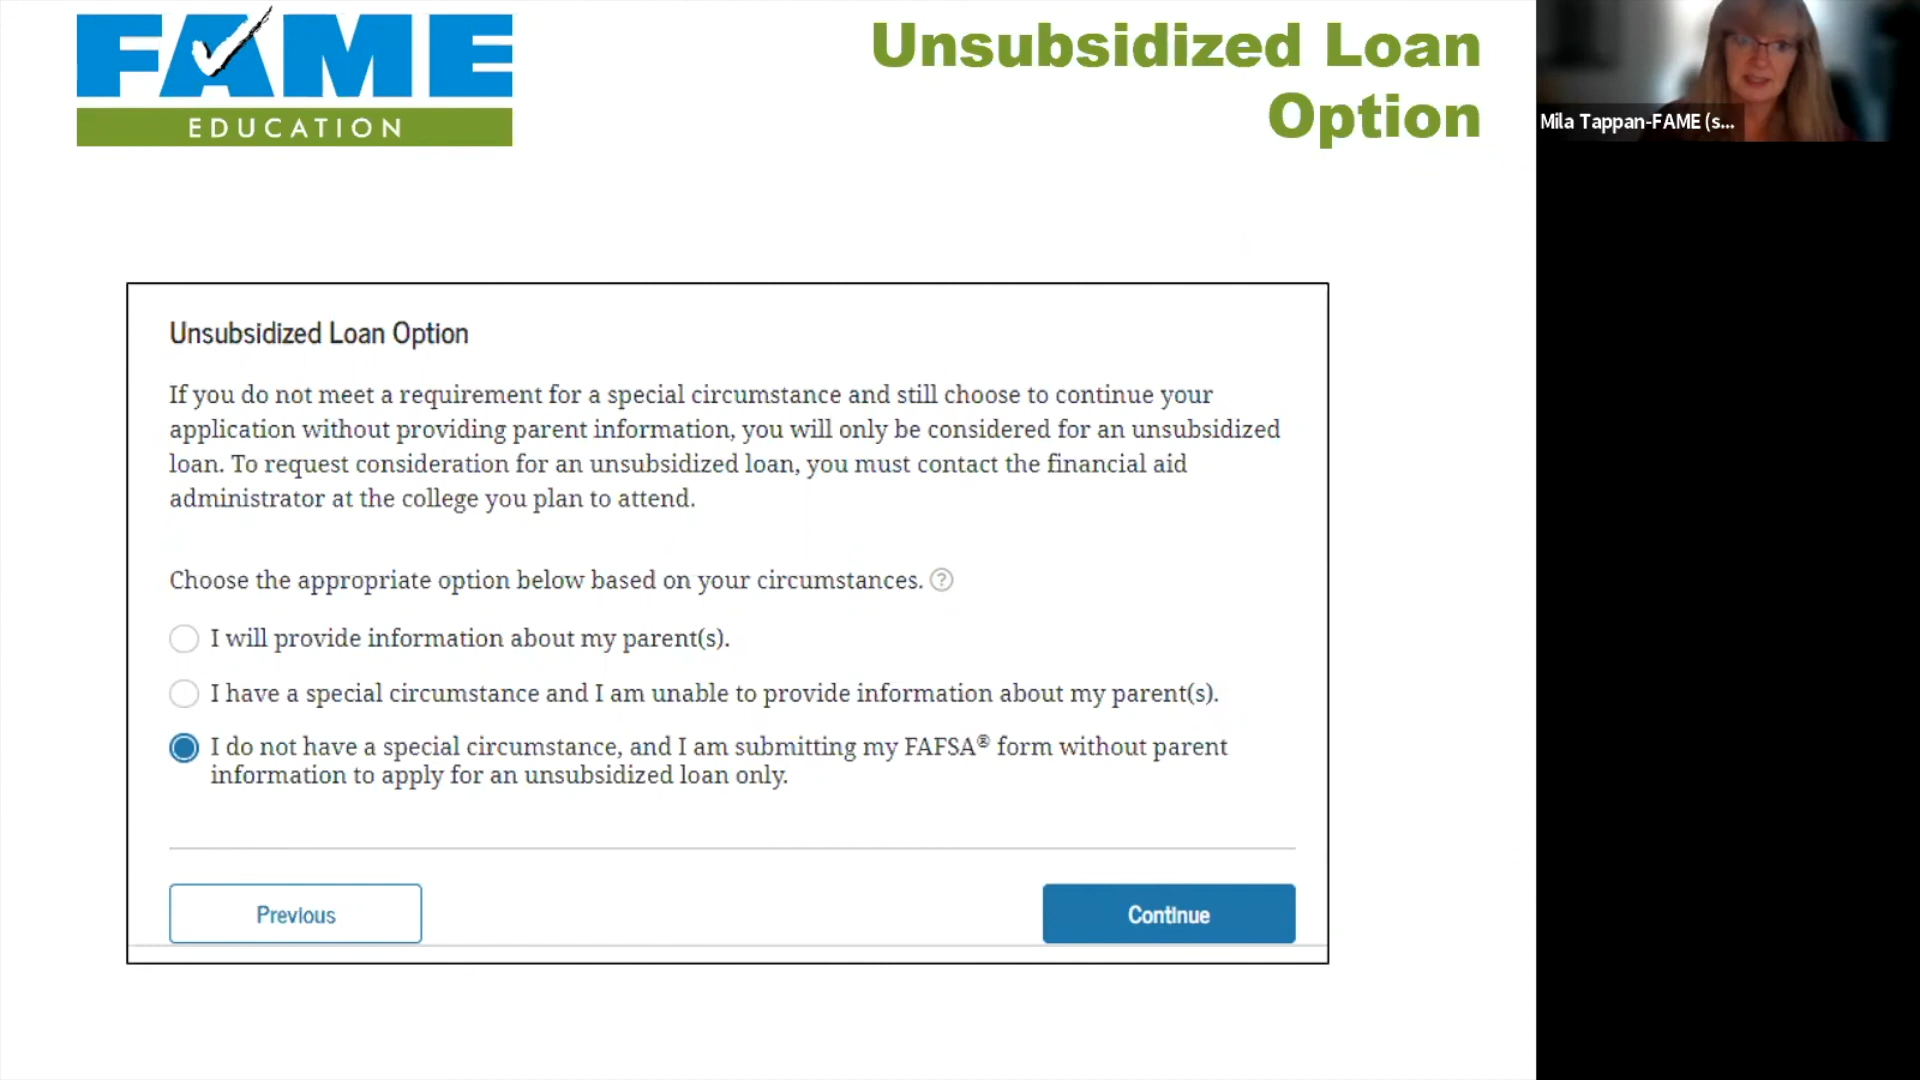 FAME
EDUCATION
Unsubsidized Loan
Option
Mila Tappan-FAME (s...
Unsubsidized Loan Option
If you do not meet a requirement for a special circumstance and still choose to continue your
application without providing parent information, you will only be considered for an unsubsidized
loan. To request consideration for an unsubsidized loan, you must contact the financial aid
administrator at the college you plan to attend.
Choose the appropriate option below based on your circumstances. ?
I will provide information about my parent(s).
I have a special circumstance and I am unable to provide information about my parent(s).
I do not have a special circumstance, and I am submitting my FAFSA® form without parent
information to apply for an unsubsidized loan only.
Previous
Continue